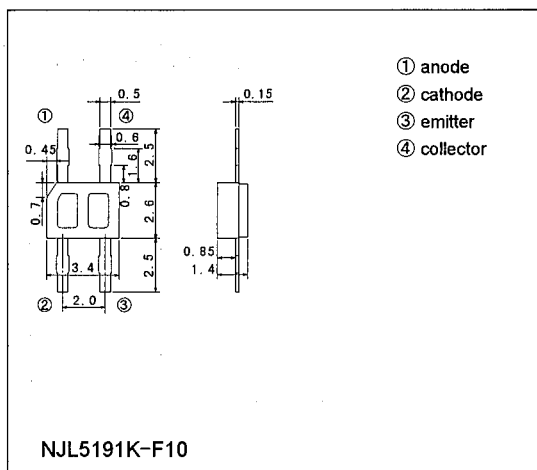 ① anode
② cathode
③ emitter
④ collector
0.5
0.15
① ④
0.6
0.45
1.6
2.5
0.8
0.7
2.6
0.85
1.4
3.4
2.5
② 2.0 ③
NJL5191K-F10